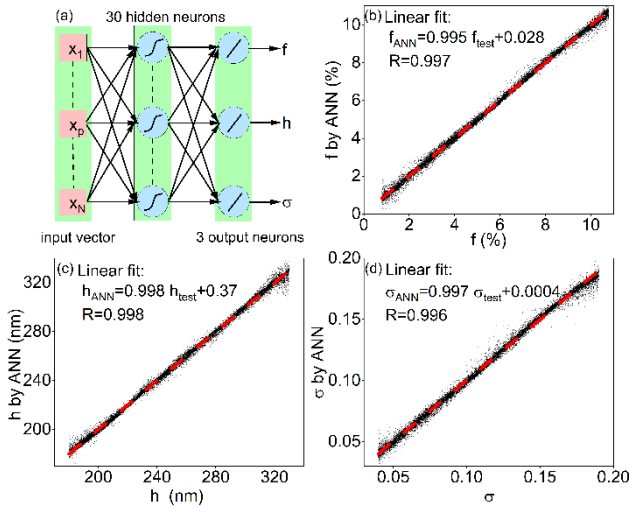 (a)
30 hidden neurons
x1
f
xp
h
xN
σ
input vector
3 output neurons
(b)
Linear fit:
fANN=0.995 ftest+0.028
R=0.997
f by ANN (%)
10
8
6
4
2
0
0 2 4 6 8 10
f (%)
(c)
Linear fit:
hANN=0.998 htest+0.37
R=0.998
h by ANN (nm)
320
280
240
200
200 240 280 320
h (nm)
(d)
Linear fit:
σANN=0.997 σtest+0.0004
R=0.996
σ by ANN
0.20
0.15
0.10
0.05
0.05 0.10 0.15 0.20
σ